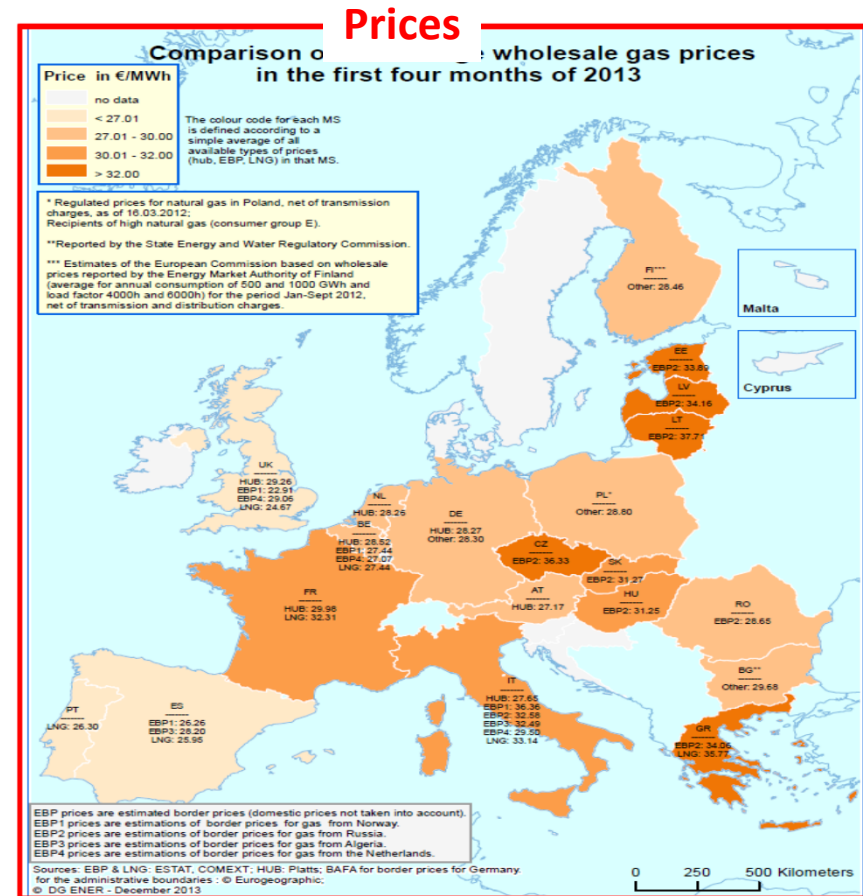 Prices
Comparison o ge wholesale gas prices
in the first four months of 2013
Price in €/MWh
no data
< 27.01
27.01 - 30.00
30.01 - 32.00
> 32.00
The colour code for each MS
is defined according to a
simple average of all
available types of prices
(hub, EBP, LNG) in that MS.
* Regulated prices for natural gas in Poland, net of transmission
charges, as of 16.03.2012;
Recipients of high natural gas (consumer group E).
**Reported by the State Energy and Water Regulatory Commission.
*** Estimates of the European Commission based on wholesale
prices reported by the Energy Market Authority of Finland
(average for annual consumption of 500 and 1000 GWh and
load factor 4000h and 6000h) for the period Jan-Sept 2012,
net of transmission and distribution charges.
FI***
-------
Other: 28.46
Malta
Cyprus
EE
-------
EBP2: 33.89
LV
-------
EBP2: 34.16
LT
-------
EBP2: 37.71
UK
-------
HUB: 29.26
EBP1: 22.91
EBP4: 29.06
LNG: 24.67
NL
-------
HUB: 28.26
BE
-------
HUB: 28.52
EBP1: 27.44
EBP4: 27.07
LNG: 27.44
DE
-------
HUB: 28.27
Other: 28.30
PL*
-------
Other: 28.80
CZ
-------
EBP2: 36.33
SK
-------
EBP2: 31.27
FR
-------
HUB: 29.98
LNG: 32.31
AT
-------
HUB: 27.17
HU
-------
EBP2: 31.25
RO
-------
EBP2: 28.65
BG**
-------
Other: 29.68
PT
-------
LNG: 26.30
ES
-------
EBP1: 26.26
EBP3: 28.20
LNG: 25.95
IT
-------
HUB: 27.65
EBP1: 36.36
EBP2: 32.58
EBP3: 32.49
EBP4: 29.50
LNG: 33.14
GR
-------
EBP2: 34.06
LNG: 35.77
EBP prices are estimated border prices (domestic prices not taken into account).
EBP1 prices are estimations of border prices for gas from Norway.
EBP2 prices are estimations of border prices for gas from Russia.
EBP3 prices are estimations of border prices for gas from Algeria.
EBP4 prices are estimations of border prices for gas from the Netherlands.
Sources: EBP & LNG: ESTAT, COMEXT; HUB: Platts; BAFA for border prices for Germany.
for the administrative boundaries : © Eurogeographic;
© DG ENER - December 2013
0 250 500 Kilometers